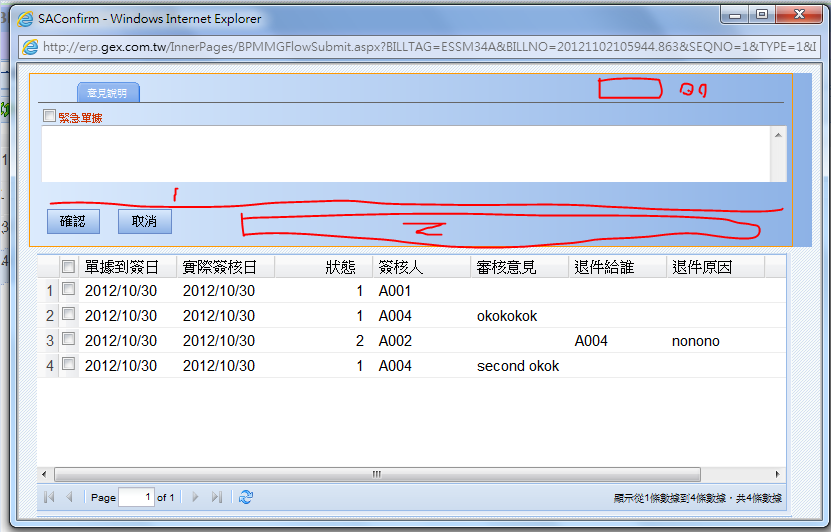 SAConfirm - Windows Internet Explorer
http://erp.gex.com.tw/InnerPages/BPMMGFlowSubmit.aspx?BILLTAG=ESSM34A&BILLNO=20121102105944.863&SEQNO=1&TYPE=1&I
意見說明
緊急單據
1
確認 取消
單據到簽日 實際簽核日 狀態 簽核人 審核意見 退件給誰 退件原因
1 2012/10/30 2012/10/30 1 A001
2 2012/10/30 2012/10/30 1 A004 okokokok
3 2012/10/30 2012/10/30 2 A002 A004 nonono
4 2012/10/30 2012/10/30 1 A004 second okok
Page 1 of 1 顯示從1條數據到4條數據，共4條數據